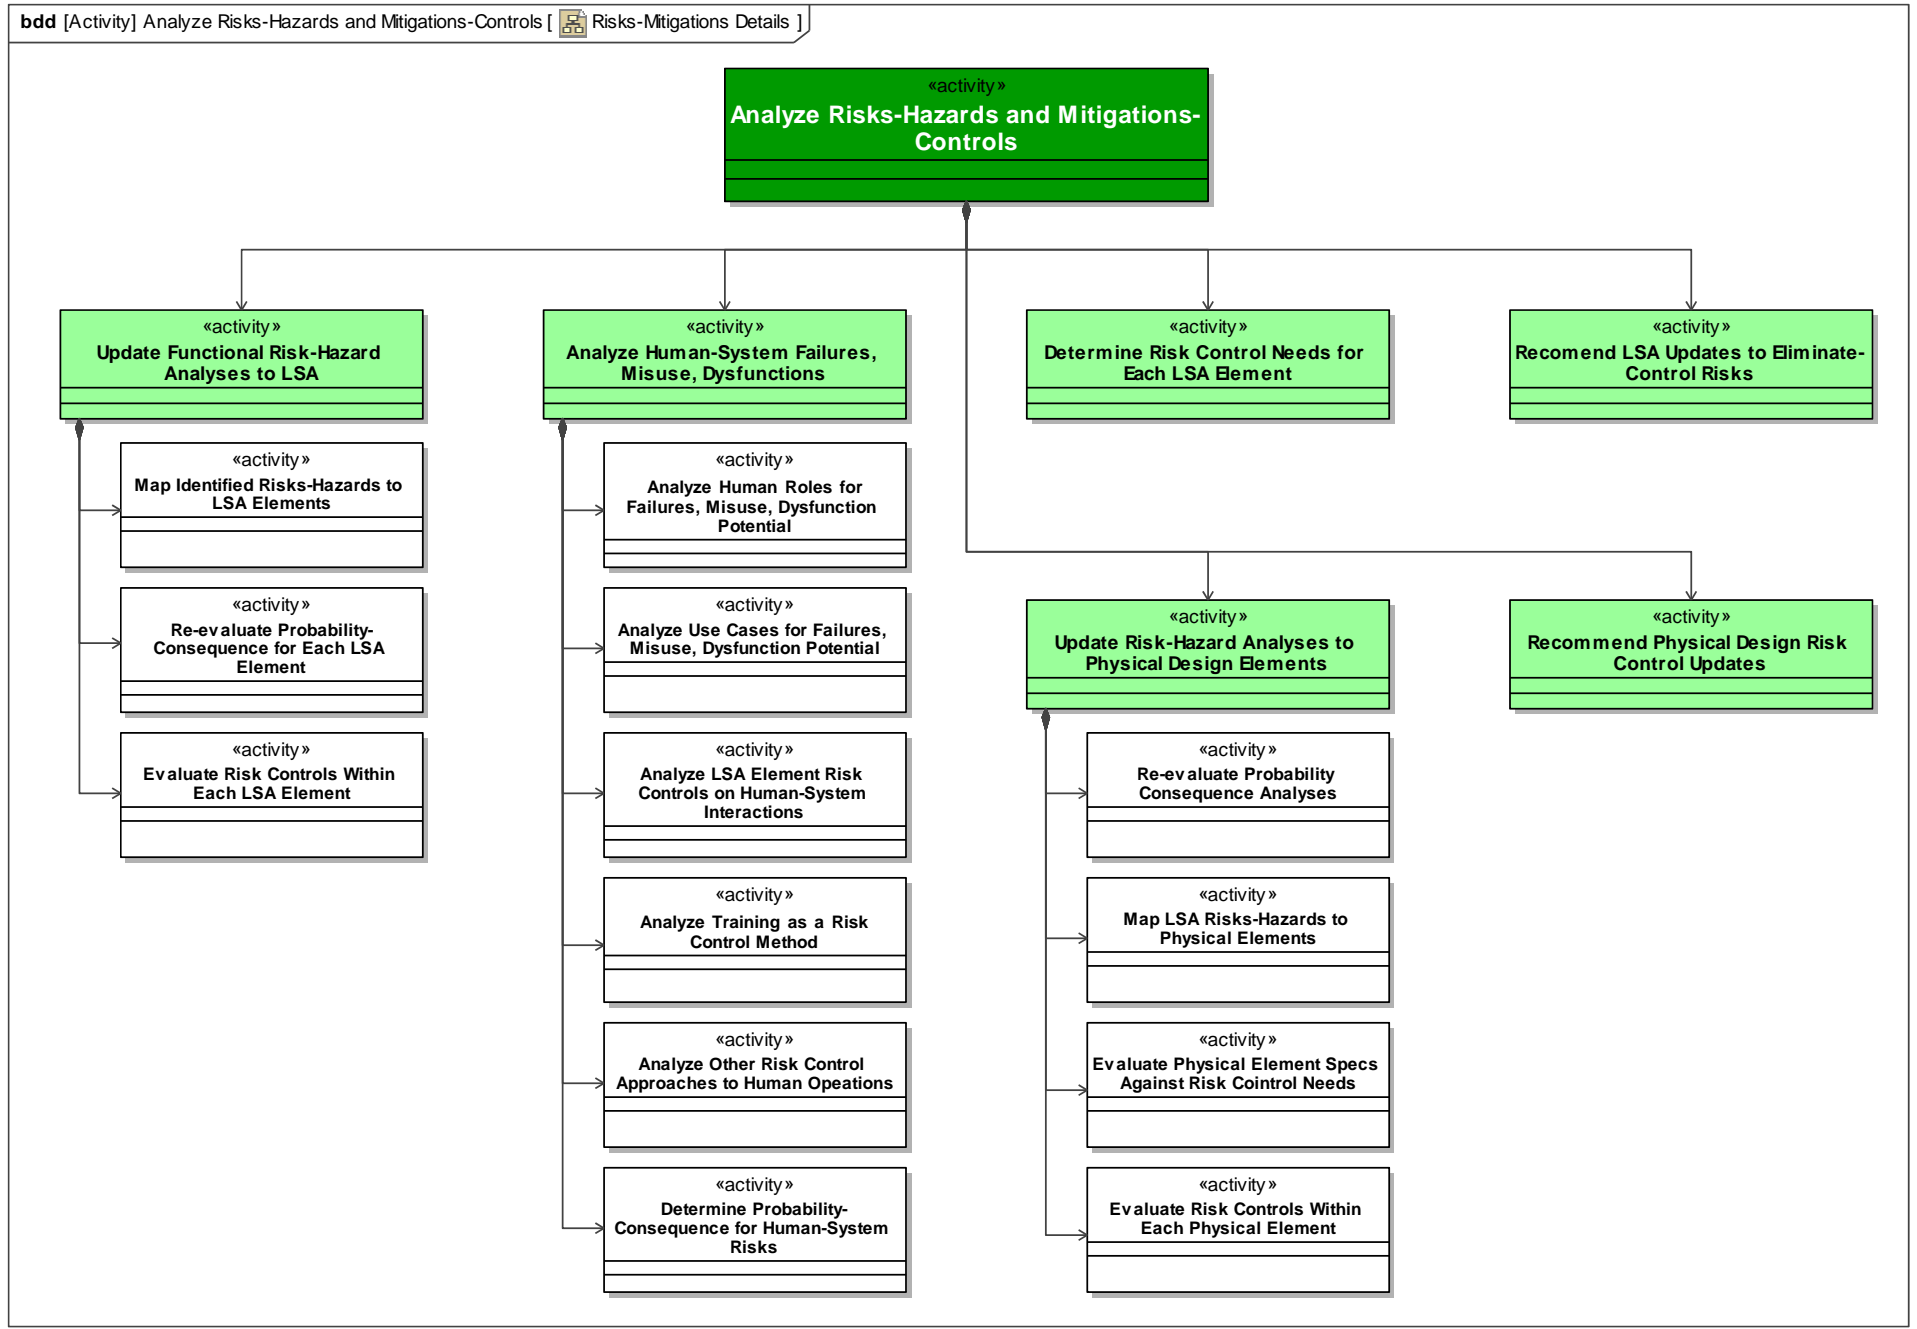 bdd [Activity] Analyze Risks-Hazards and Mitigations-Controls [ Risks-Mitigations Details ]
«activity»
Analyze Risks-Hazards and Mitigations-
Controls
«activity»
Update Functional Risk-Hazard
Analyses to LSA
«activity»
Analyze Human-System Failures,
Misuse, Dysfunctions
«activity»
Determine Risk Control Needs for
Each LSA Element
«activity»
Recomend LSA Updates to Eliminate-
Control Risks
«activity»
Map Identified Risks-Hazards to
LSA Elements
«activity»
Re-evaluate Probability-
Consequence for Each LSA
Element
«activity»
Evaluate Risk Controls Within
Each LSA Element
«activity»
Analyze Human Roles for
Failures, Misuse, Dysfunction
Potential
«activity»
Analyze Use Cases for Failures,
Misuse, Dysfunction Potential
«activity»
Analyze LSA Element Risk
Controls on Human-System
Interactions
«activity»
Analyze Training as a Risk
Control Method
«activity»
Analyze Other Risk Control
Approaches to Human Opeations
«activity»
Determine Probability-
Consequence for Human-System
Risks
«activity»
Update Risk-Hazard Analyses to
Physical Design Elements
«activity»
Recommend Physical Design Risk
Control Updates
«activity»
Re-evaluate Probability
Consequence Analyses
«activity»
Map LSA Risks-Hazards to
Physical Elements
«activity»
Evaluate Physical Element Specs
Against Risk Cointrol Needs
«activity»
Evaluate Risk Controls Within
Each Physical Element